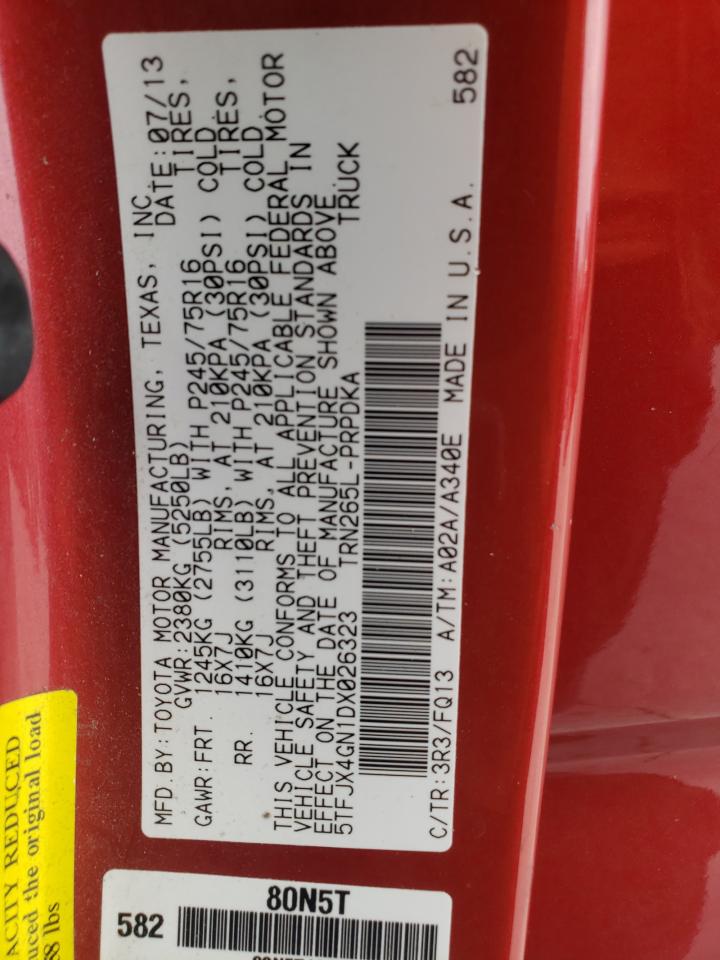 MFD.BY:TOYOTA MOTOR MANUFACTURING, TEXAS, INC.
GVWR:2380KG (5250LB) DATE:07/13
GAWR:FRT. 1245KG (2755LB) WITH P245/75R16 TIRES,
16X7J RIMS, AT 210KPA (30PSI) COLD
RR. 1410KG (3110LB) WITH P245/75R16 TIRES,
16X7J RIMS, AT 210KPA (30PSI) COLD
THIS VEHICLE CONFORMS TO ALL APPLICABLE FEDERAL MOTOR
VEHICLE SAFETY AND THEFT PREVENTION STANDARDS IN
EFFECT ON THE DATE OF MANUFACTURE SHOWN ABOVE.
5TFJX4GN1DX026323 TRN265L-PRPDKA TRUCK
C/TR:3R3/FQ13 A/TM:A02A/A340E MADE IN U.S.A. 582
80N5T
582
ACITY REDUCED
uced the original load
lbs